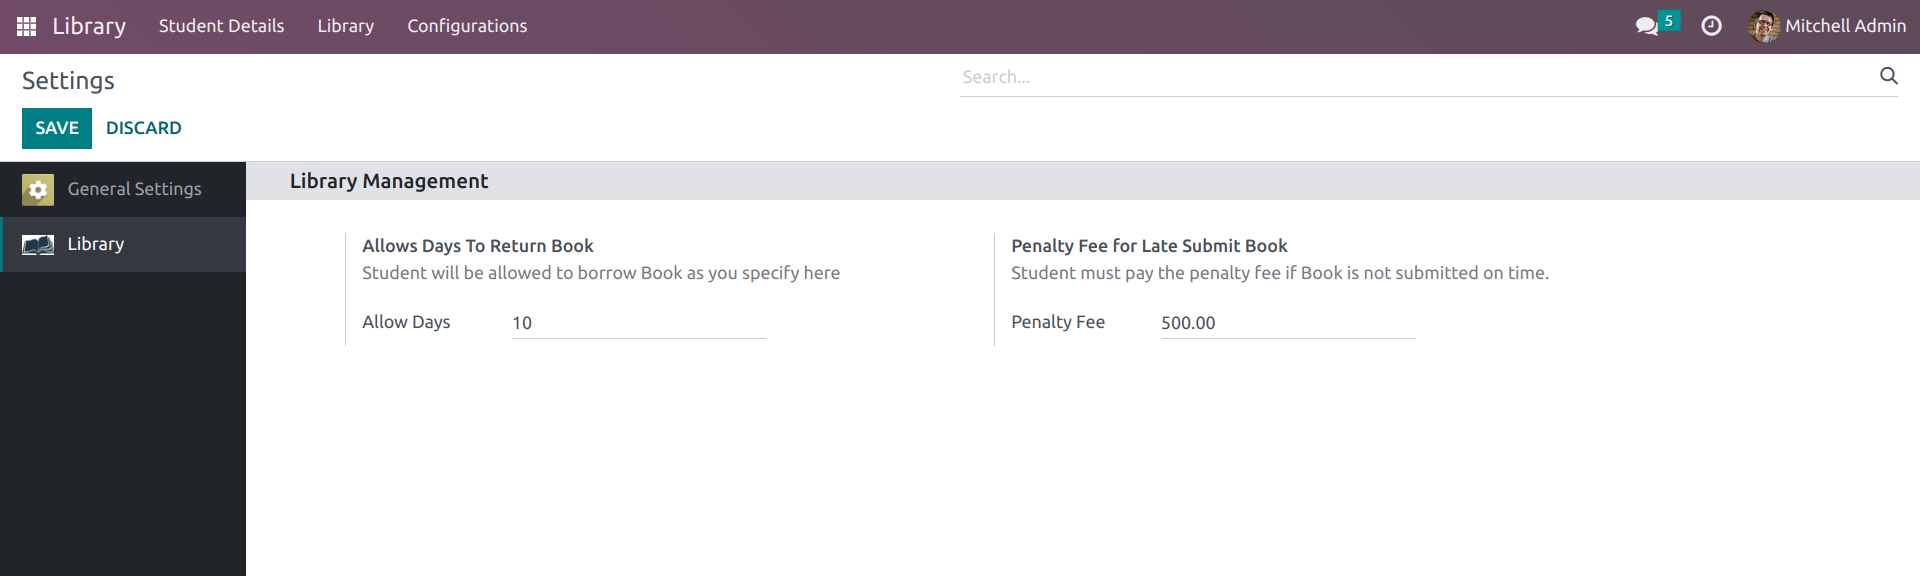 Library Student Details Library Configurations 5 Mitchell Admin
Settings Search...
SAVE DISCARD
General Settings
Library
Library Management
Allows Days To Return Book
Student will be allowed to borrow Book as you specify here
Allow Days 10
Penalty Fee for Late Submit Book
Student must pay the penalty fee if Book is not submitted on time.
Penalty Fee 500.00